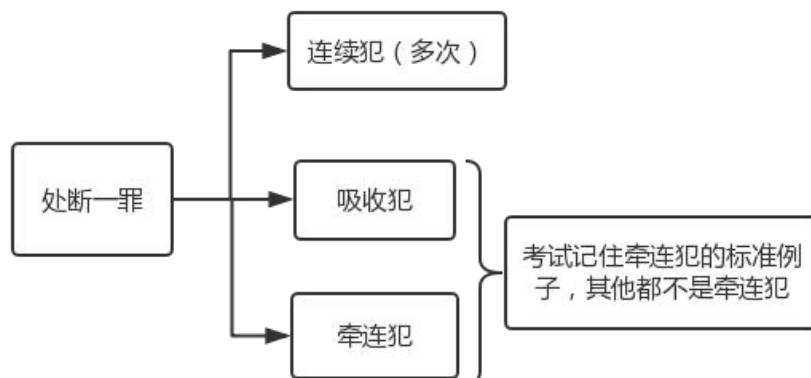 连续犯（多次）
处断一罪
吸收犯
考试记住牵连犯的标准例
子，其他都不是牵连犯
牵连犯